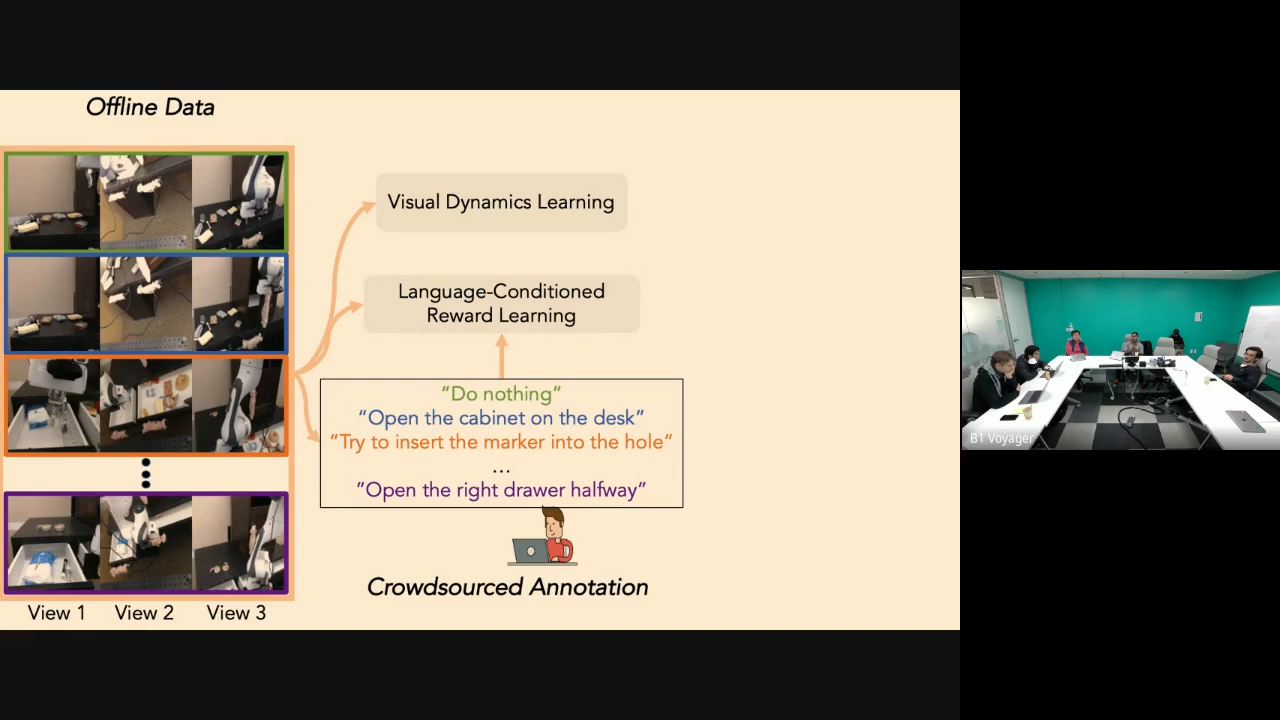 Offline Data
Visual Dynamics Learning
Language-Conditioned
Reward Learning
“Do nothing”
“Open the cabinet on the desk”
“Try to insert the marker into the hole”
...
”Open the right drawer halfway”
Crowdsourced Annotation
View 1
View 2
View 3
B1 Voyager